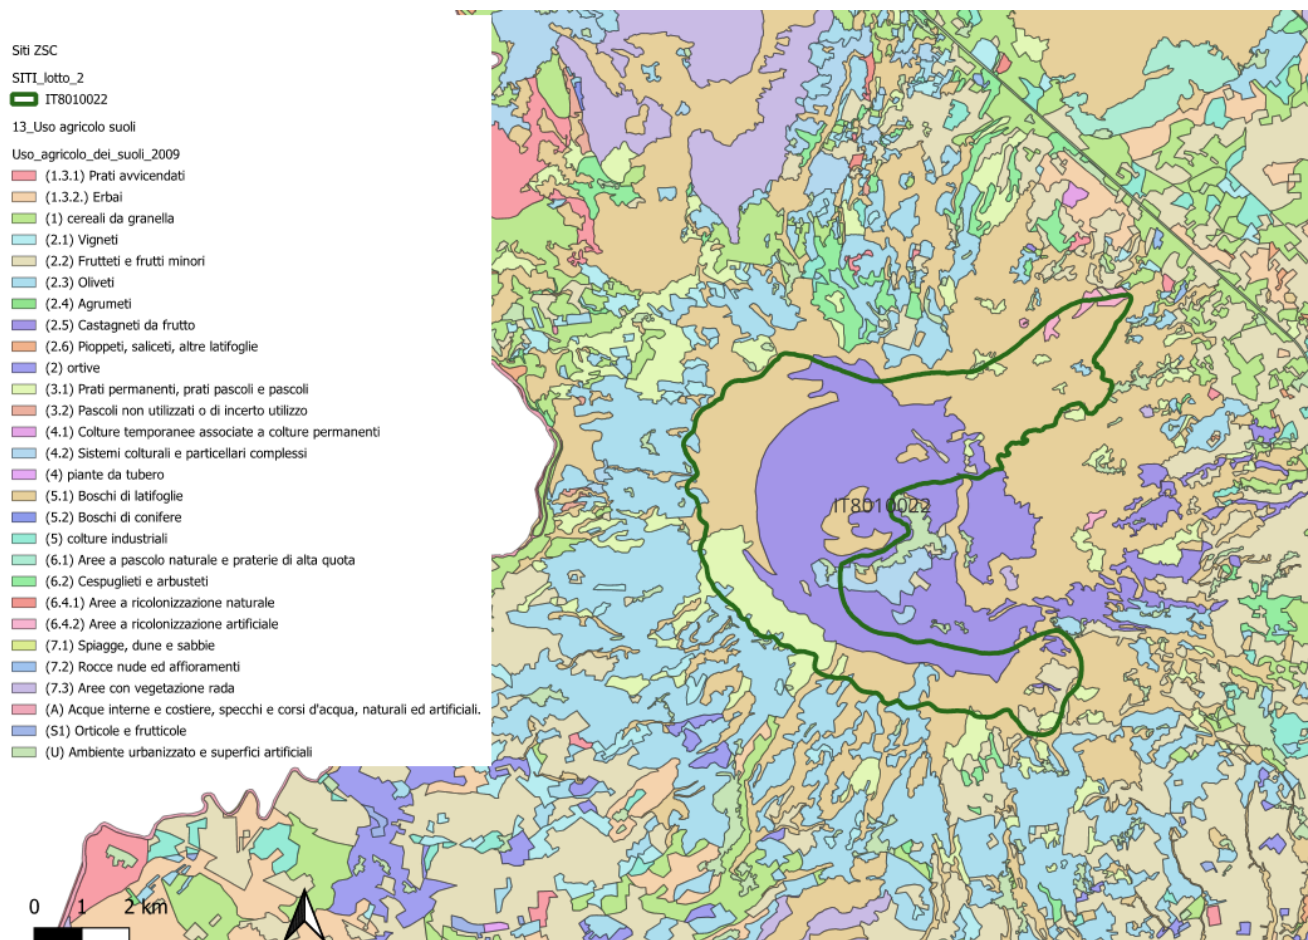 Siti ZSC
SITI_lotto_2
IT8010022
13_Uso agricolo suoli
Uso_agricolo_dei_suoli_2009
(1.3.1) Prati avvicendati
(1.3.2.) Erbai
(1) cereali da granella
(2.1) Vigneti
(2.2) Frutteti e frutti minori
(2.3) Oliveti
(2.4) Agrumeti
(2.5) Castagneti da frutto
(2.6) Pioppeti, saliceti, altre latifoglie
(2) ortive
(3.1) Prati permanenti, prati pascoli e pascoli
(3.2) Pascoli non utilizzati o di incerto utilizzo
(4.1) Colture temporanee associate a colture permanenti
(4.2) Sistemi colturali e particellari complessi
(4) piante da tubero
(5.1) Boschi di latifoglie
(5.2) Boschi di conifere
(5) colture industriali
(6.1) Aree a pascolo naturale e praterie di alta quota
(6.2) Cespuglieti e arbusteti
(6.4.1) Aree a ricolonizzazione naturale
(6.4.2) Aree a ricolonizzazione artificiale
(7.1) Spiagge, dune e sabbie
(7.2) Rocce nude ed affioramenti
(7.3) Aree con vegetazione rada
(A) Acque interne e costiere, specchi e corsi d'acqua, naturali ed artificiali.
(S1) Orticole e frutticole
(U) Ambiente urbanizzato e superfici artificiali
IT8010022
0 1 2 km